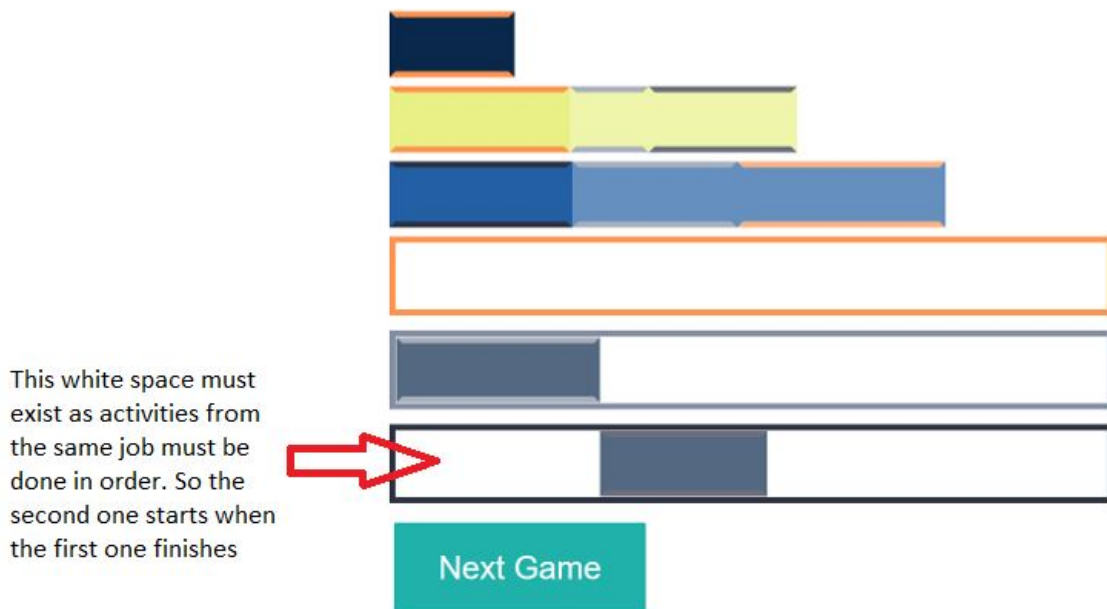 This white space must
exist as activities from
the same job must be
done in order. So the
second one starts when
the first one finishes
Next Game